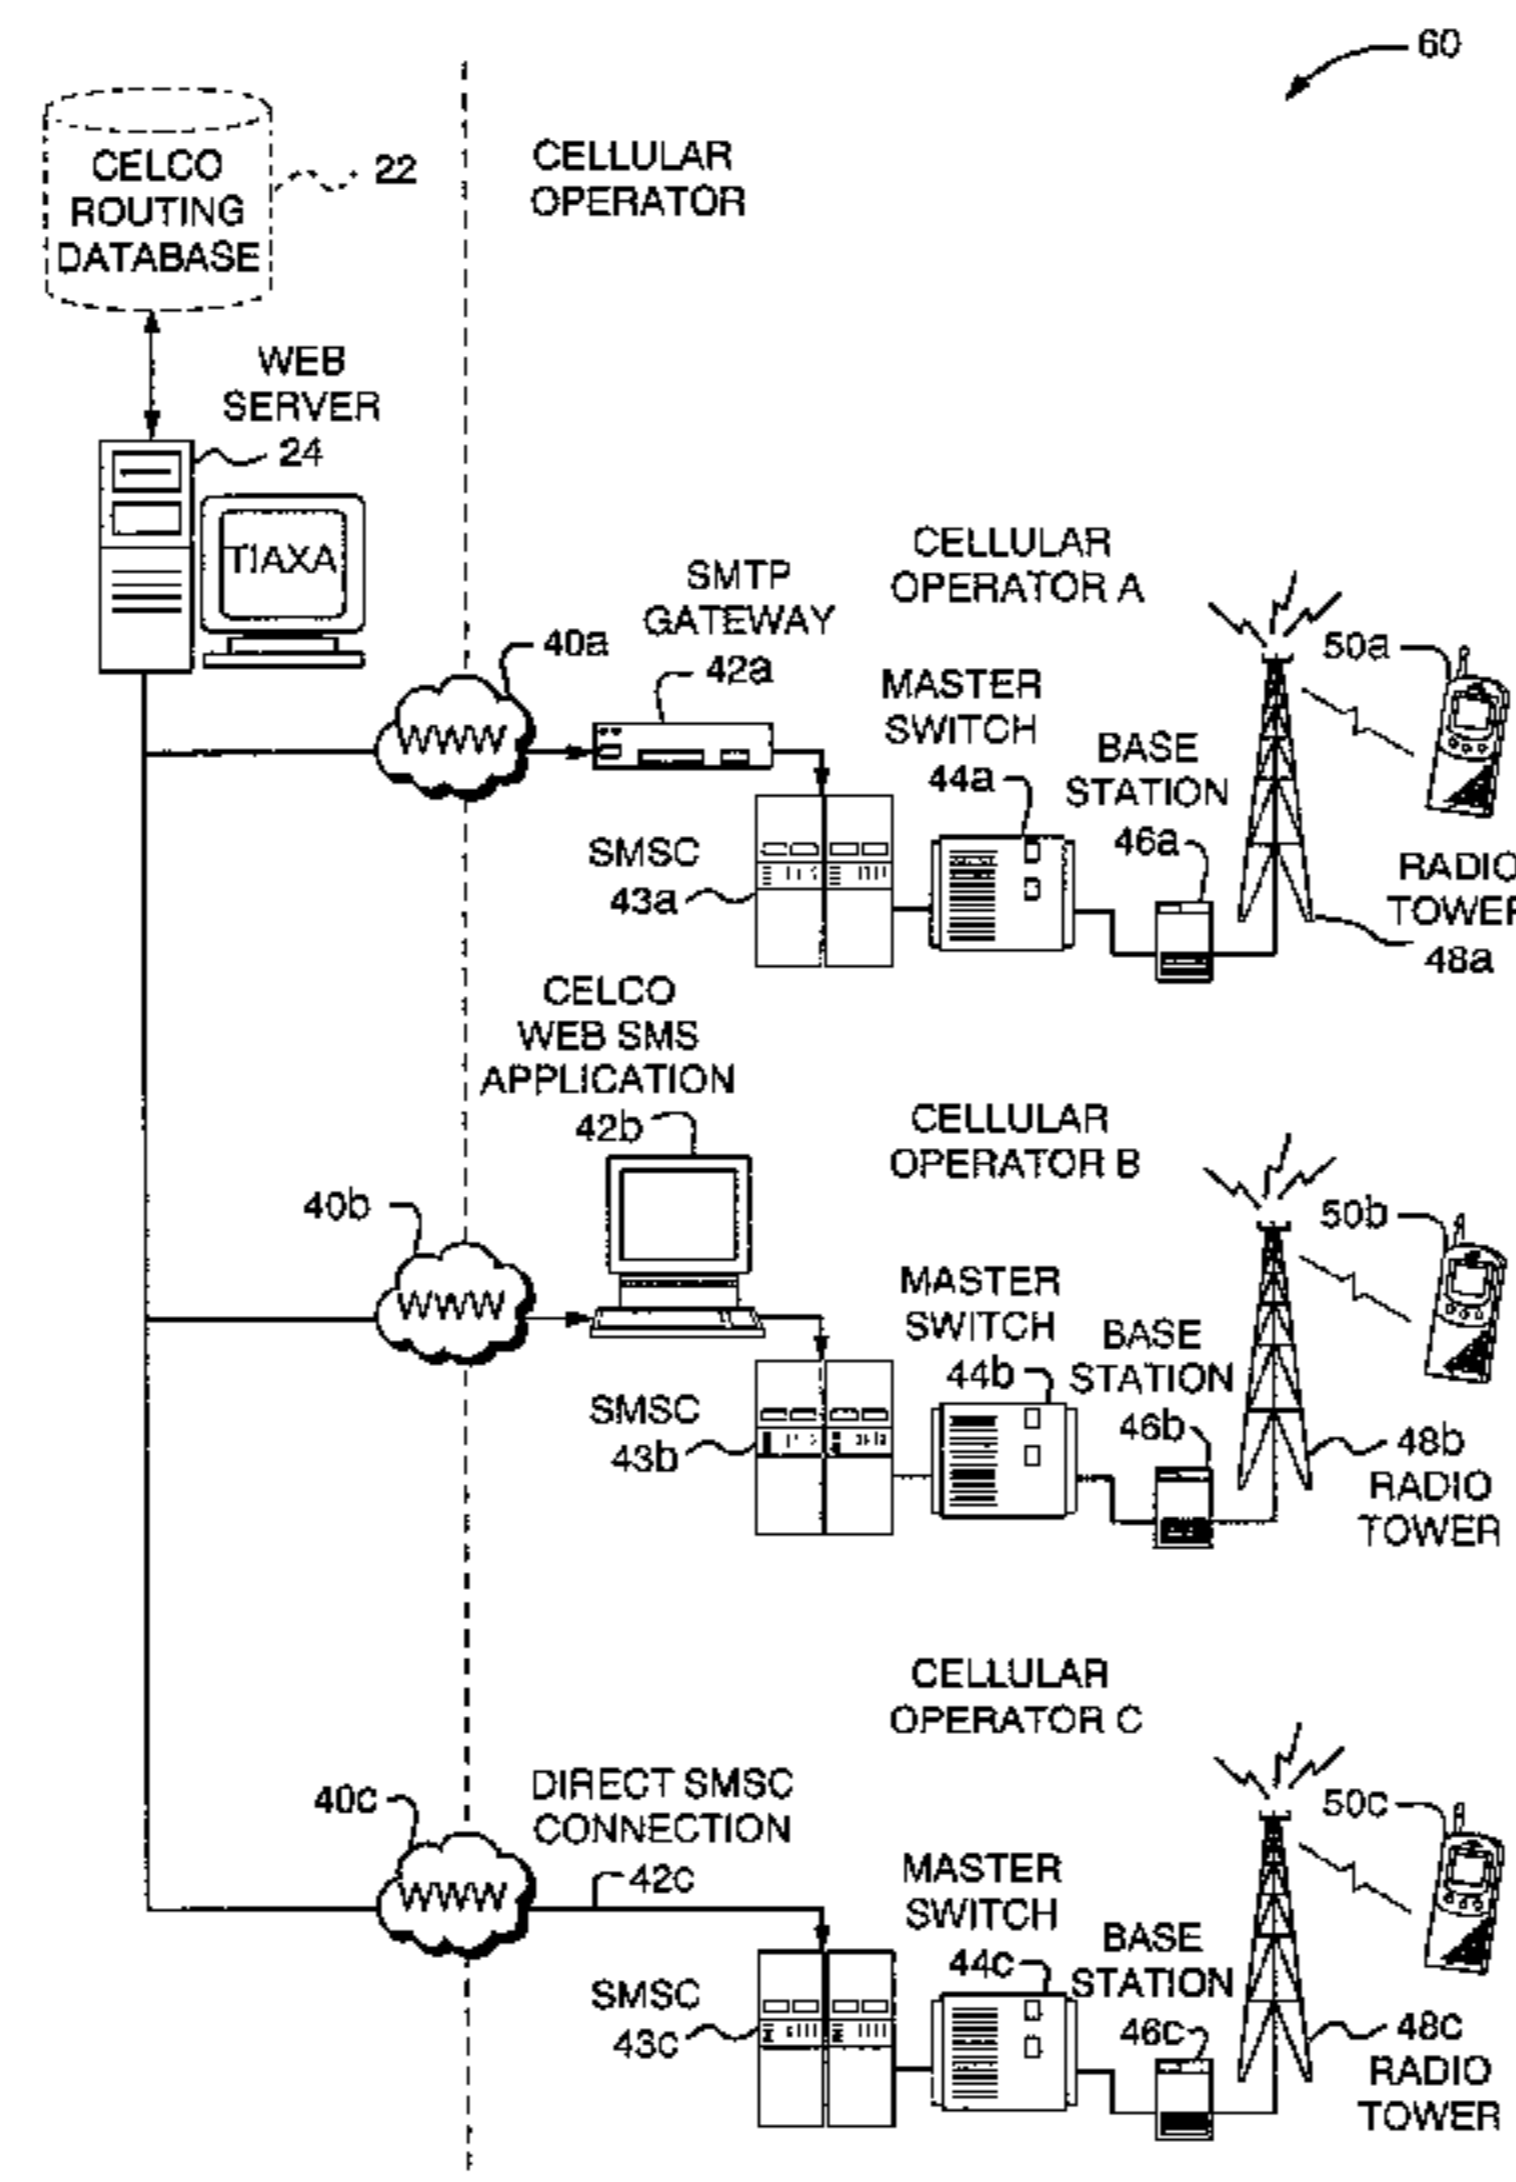 60
CELCO
ROUTING
DATABASE
22
CELLULAR
OPERATOR
WEB
SERVER
24
TIAXA
CELLULAR
OPERATOR A
SMTP
GATEWAY
42a
40a
WWW
MASTER
SWITCH
44a
BASE
STATION
46a
50a
SMSC
43a
RADIO
TOWER
48a
CELCO
WEB SMS
APPLICATION
42b
CELLULAR
OPERATOR B
40b
WWW
MASTER
SWITCH
44b
BASE
STATION
46b
50b
SMSC
43b
48b
RADIO
TOWER
CELLULAR
OPERATOR C
40c
WWW
DIRECT SMSC
CONNECTION
42c
MASTER
SWITCH
44c
BASE
STATION
46c
50c
SMSC
43c
48c
RADIO
TOWER